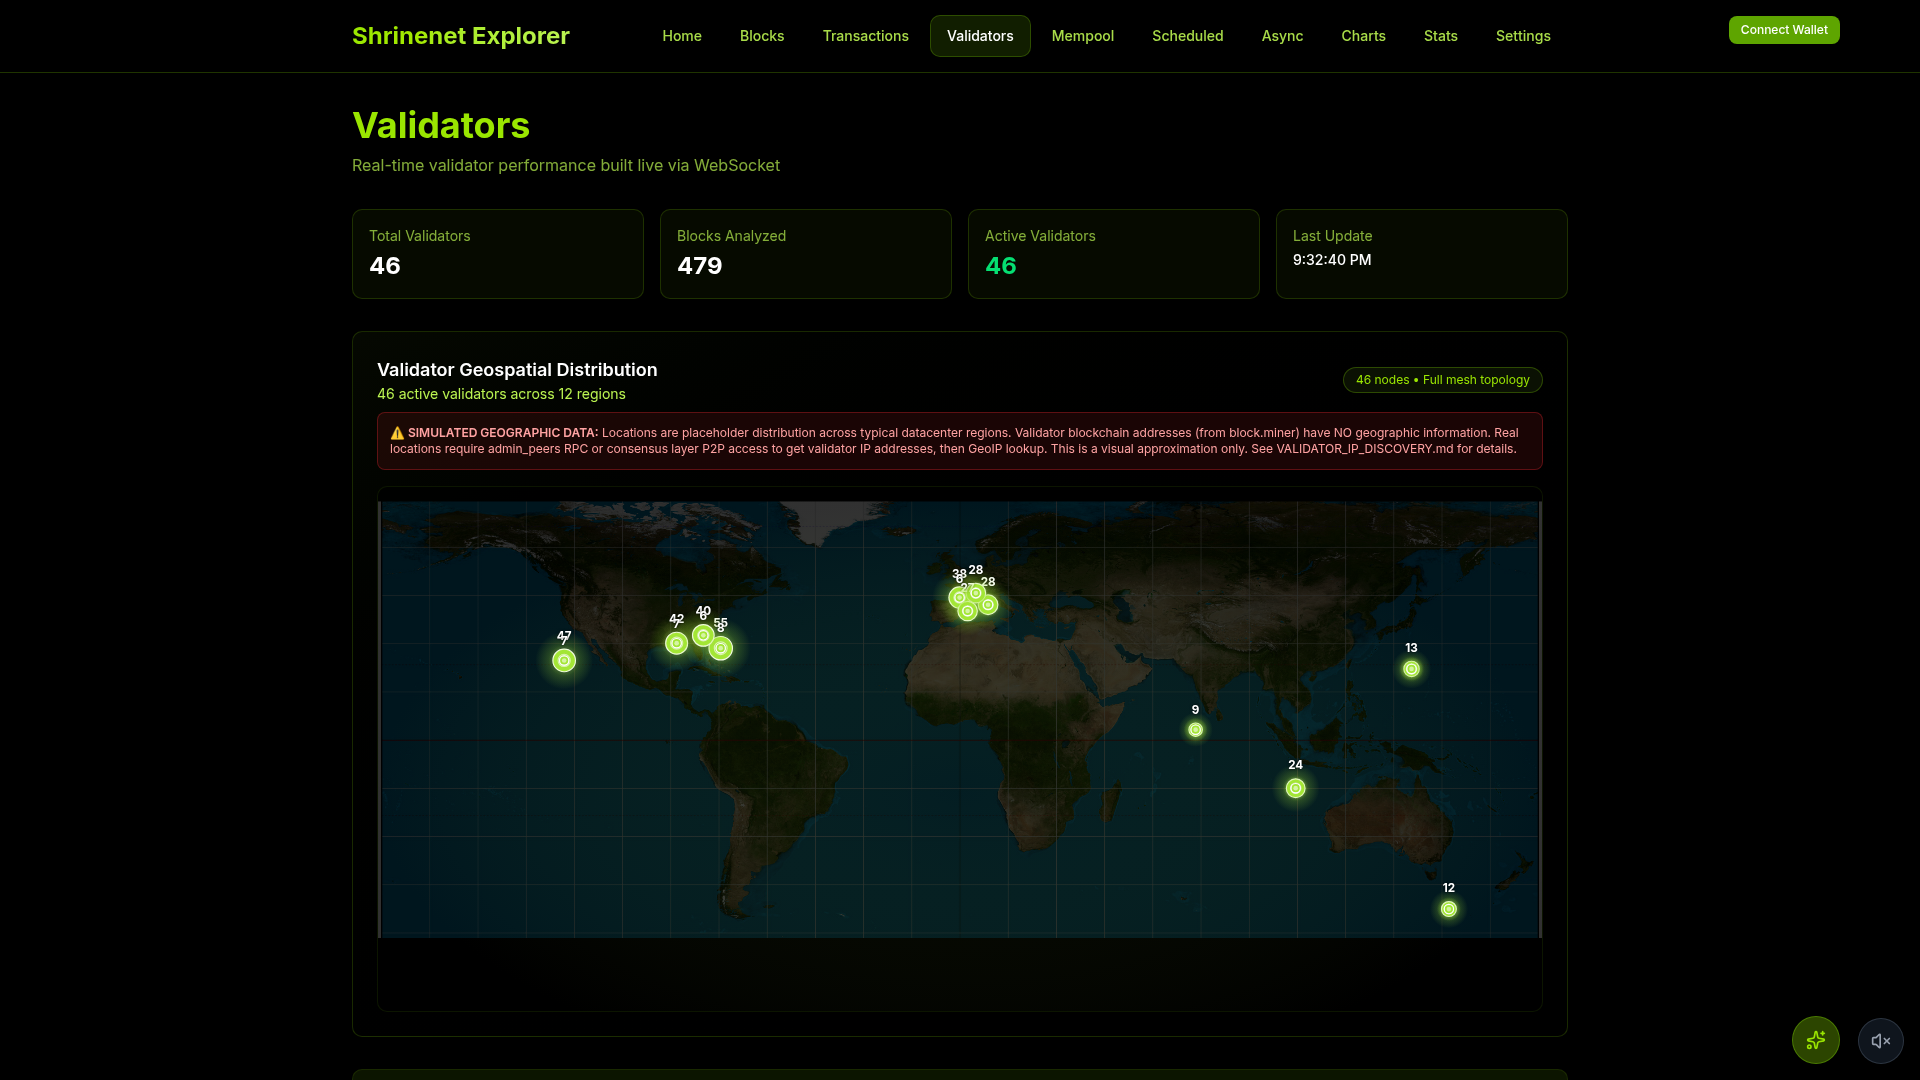 Shrinenet Explorer
Home
Blocks
Transactions
Validators
Mempool
Scheduled
Async
Charts
Stats
Settings
Connect Wallet
Validators
Real-time validator performance built live via WebSocket
Total Validators
46
Blocks Analyzed
479
Active Validators
46
Last Update
9:32:40 PM
Validator Geospatial Distribution
46 active validators across 12 regions
46 nodes • Full mesh topology
⚠️ SIMULATED GEOGRAPHIC DATA: Locations are placeholder distribution across typical datacenter regions. Validator blockchain addresses (from block.miner) have NO geographic information. Real
locations require admin_peers RPC or consensus layer P2P access to get validator IP addresses, then GeoIP lookup. This is a visual approximation only. See VALIDATOR_IP_DISCOVERY.md for details.
38
28
6
28
40
6
42
7
55
8
47
7
13
9
24
12